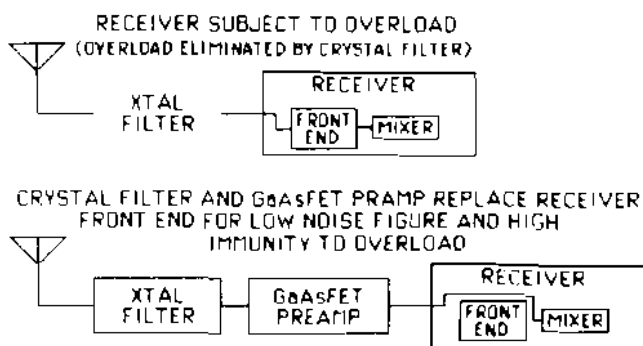 RECEIVER SUBJECT TO OVERLOAD
(OVERLOAD ELIMINATED BY CRYSTAL FILTER)
RECEIVER
XTAL
FILTER
FRONT
END
MIXER
CRYSTAL FILTER AND GaAsFET PRAMP REPLACE RECEIVER
FRONT END FOR LOW NOISE FIGURE AND HIGH
IMMUNITY TO OVERLOAD
RECEIVER
XTAL
FILTER
GaAsFET
PREAMP
FRONT
END
MIXER